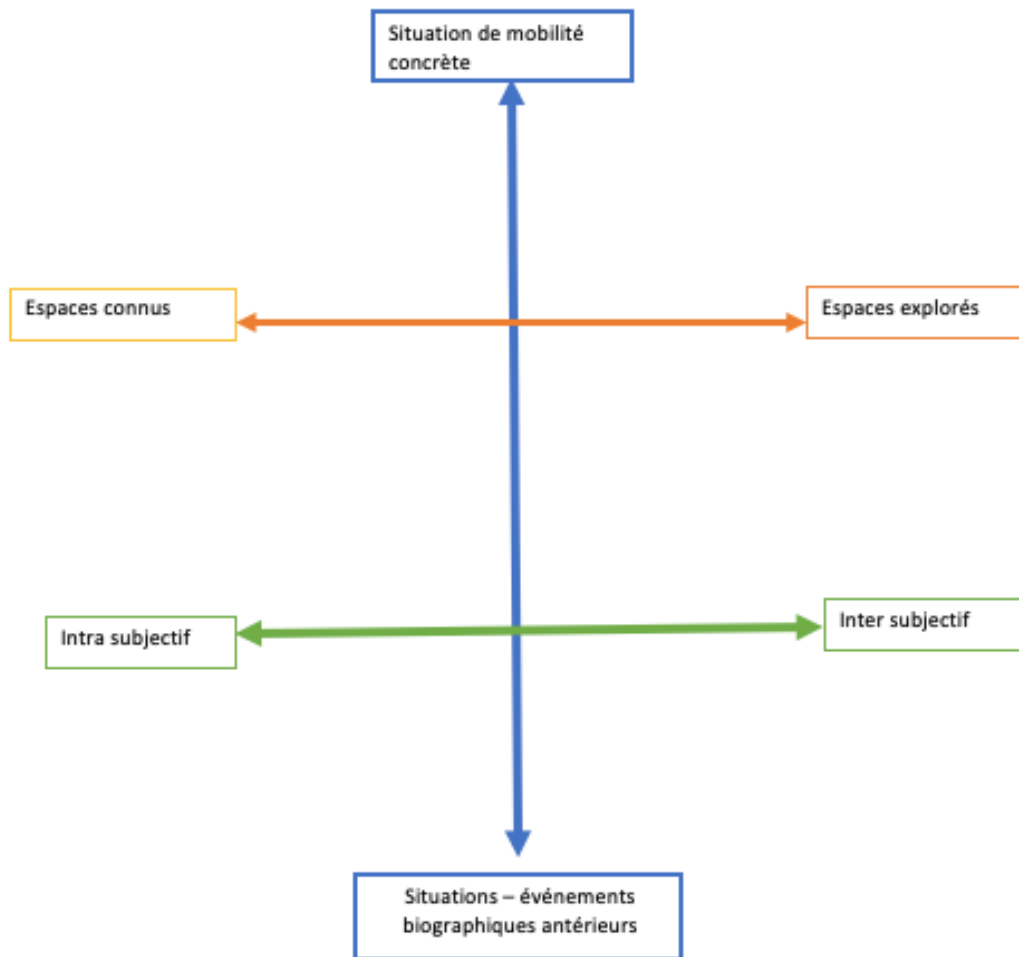 Situation de mobilité
concrète
Espaces connus
Espaces explorés
Intra subjectif
Inter subjectif
Situations – événements
biographiques antérieurs